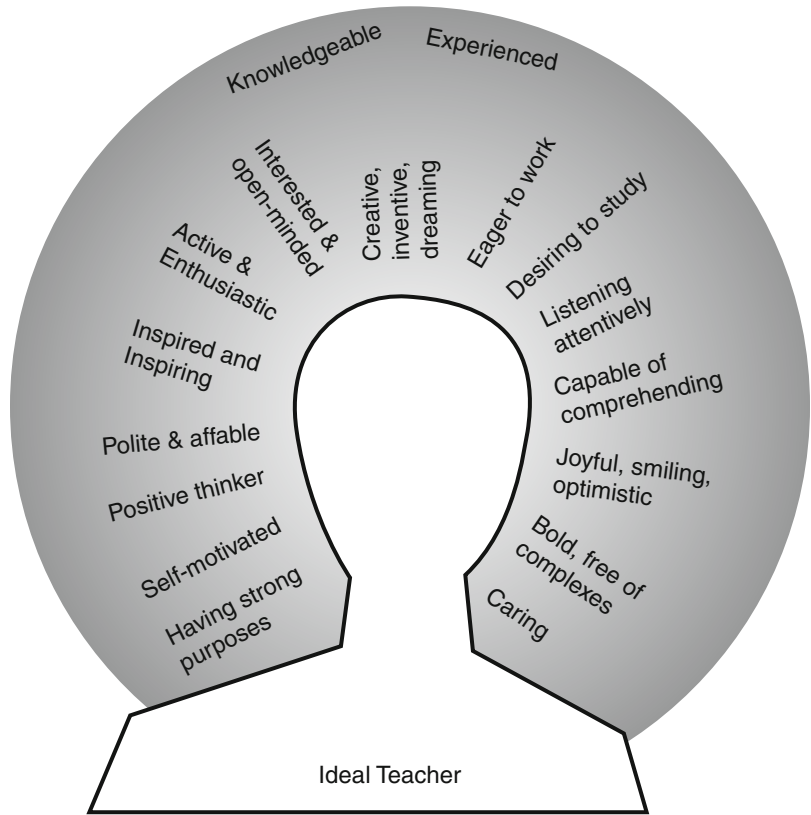 Knowledgeable
Experienced
Having strong
purposes
Self-motivated
Positive thinker
Polite & affable
Inspired and
Inspiring
Active &
Enthusiastic
Interested &
open-minded
Creative,
inventive,
dreaming
Eager to work
Desiring to study
Listening
attentively
Capable of
comprehending
Joyful, smiling,
optimistic
Bold, free of
complexes
Caring
Ideal Teacher